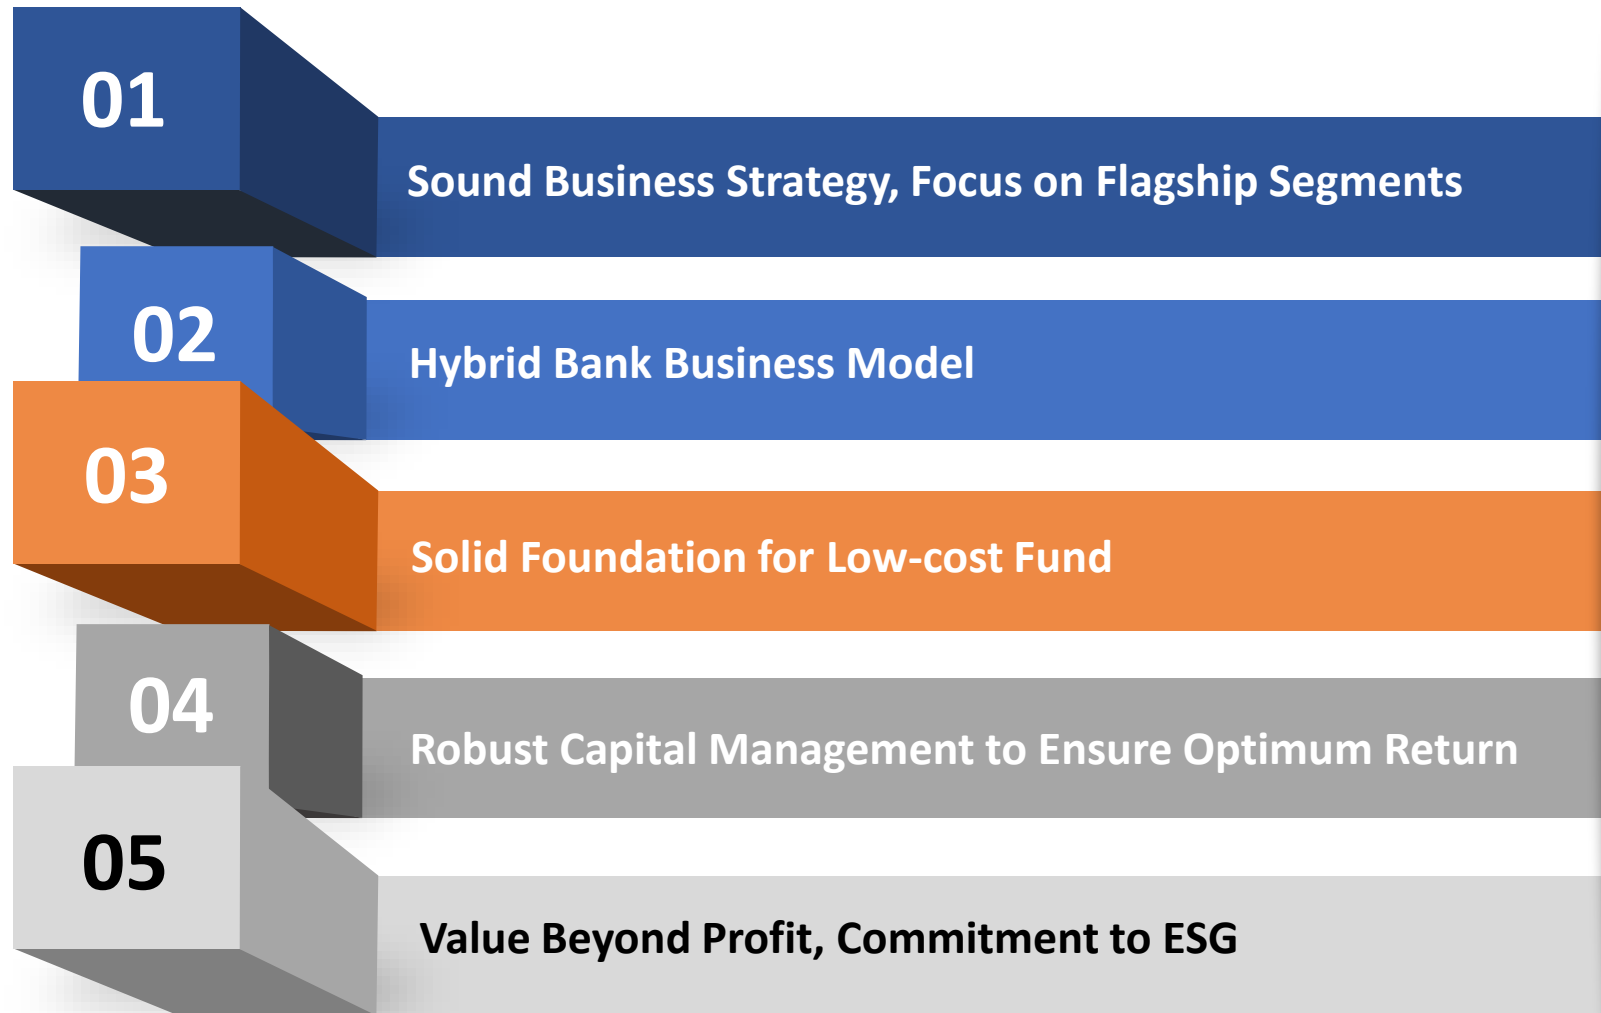 01
Sound Business Strategy, Focus on Flagship Segments
02
Hybrid Bank Business Model
03
Solid Foundation for Low-cost Fund
04
Robust Capital Management to Ensure Optimum Return
05
Value Beyond Profit, Commitment to ESG